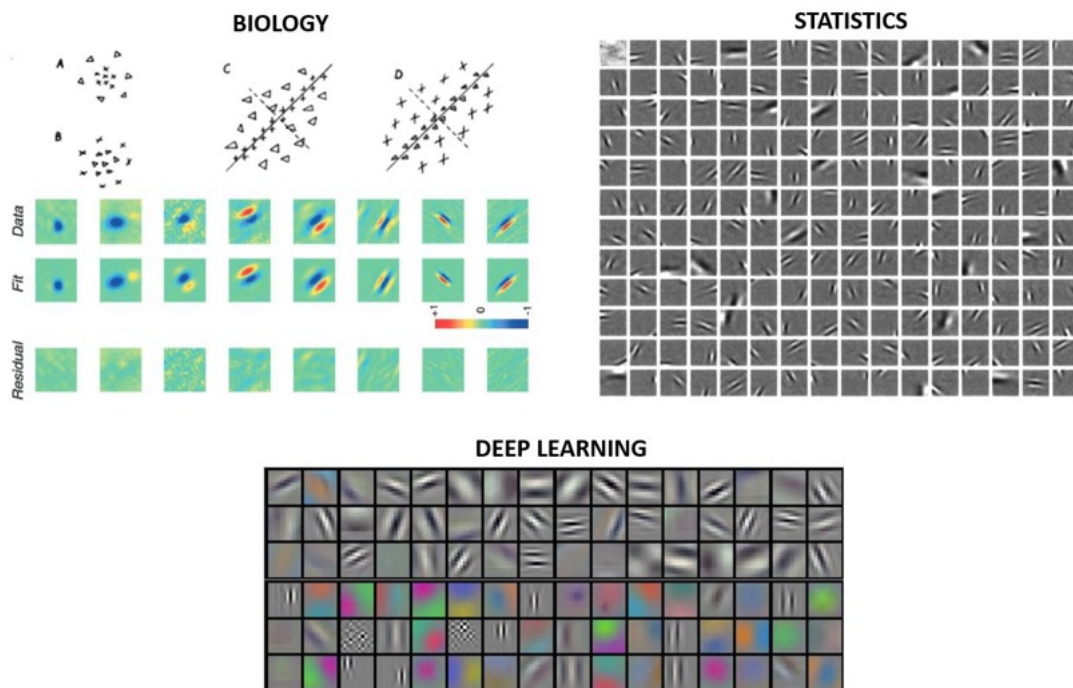 BIOLOGY
A
B
C
D
Data
Fit
+1
0
-1
Residual
STATISTICS
DEEP LEARNING